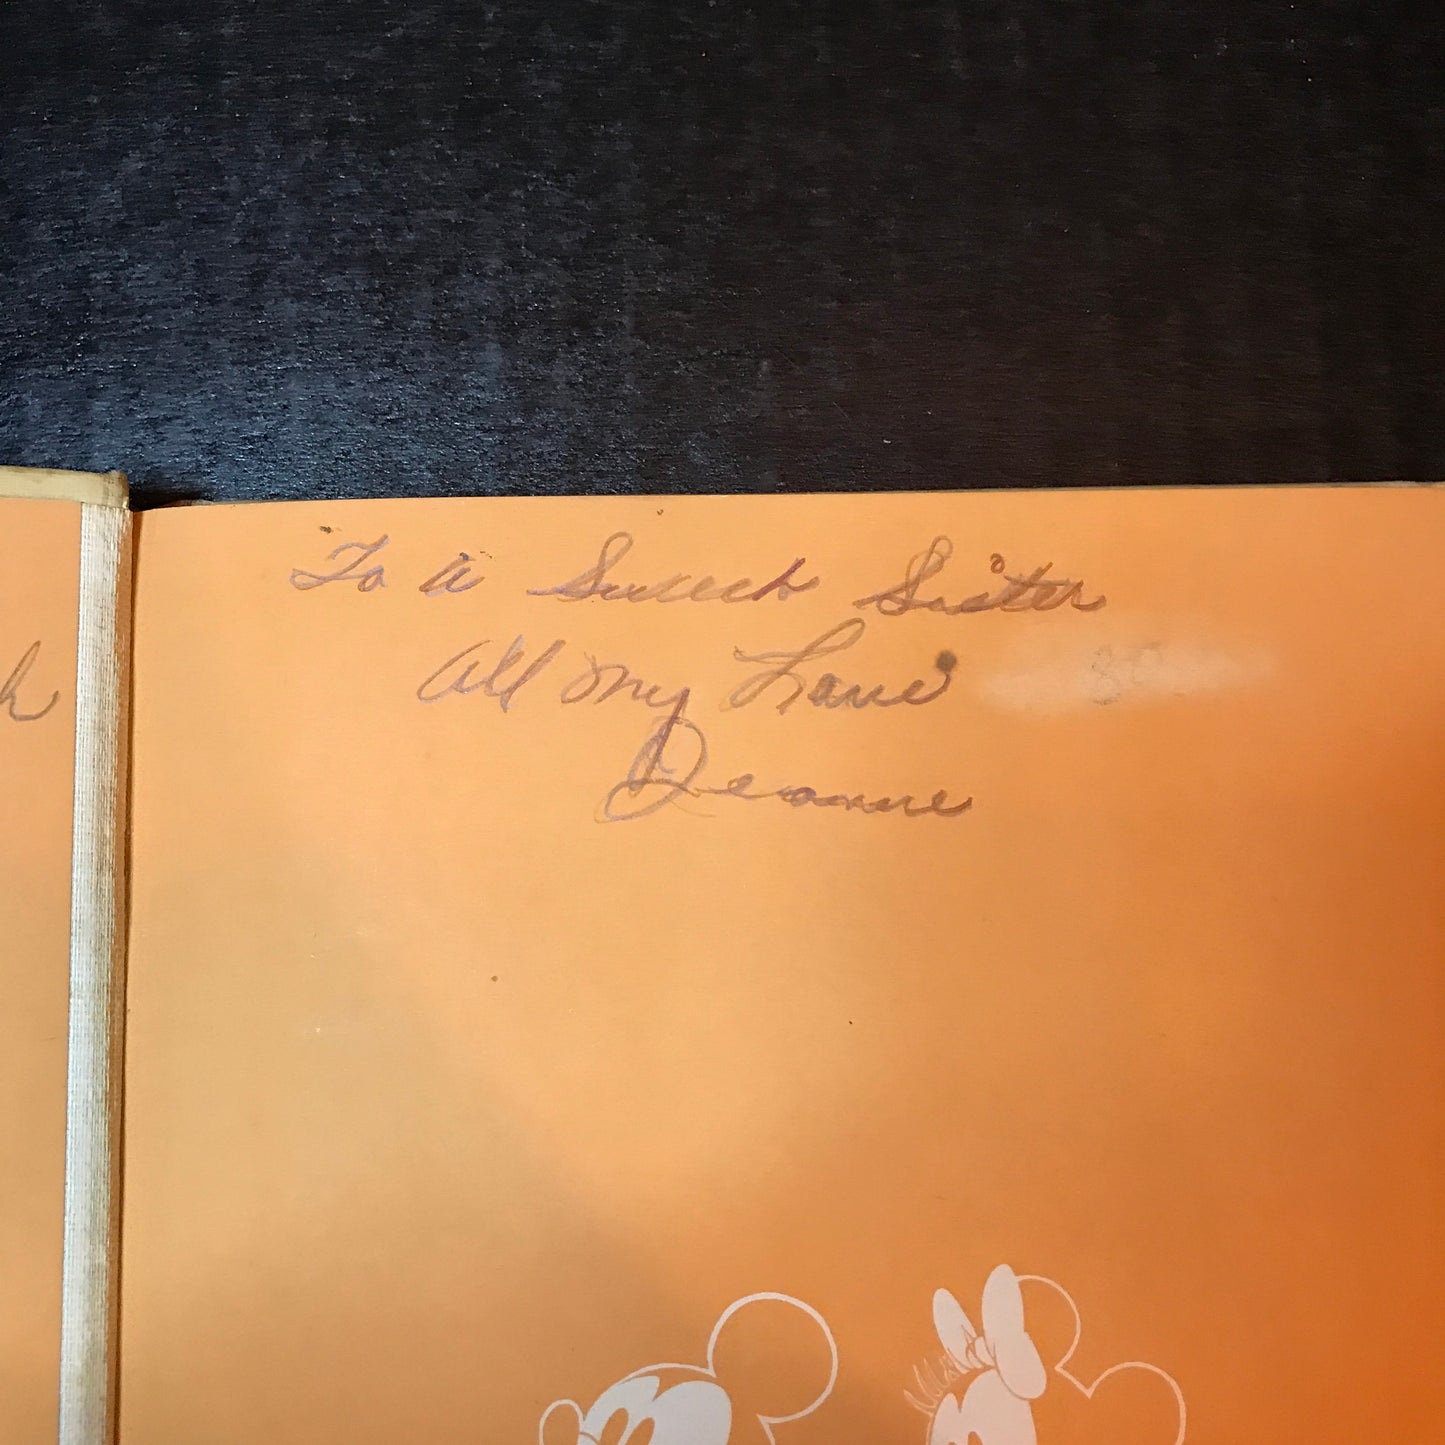 To a Sweet Sister
All My Love
Deanne